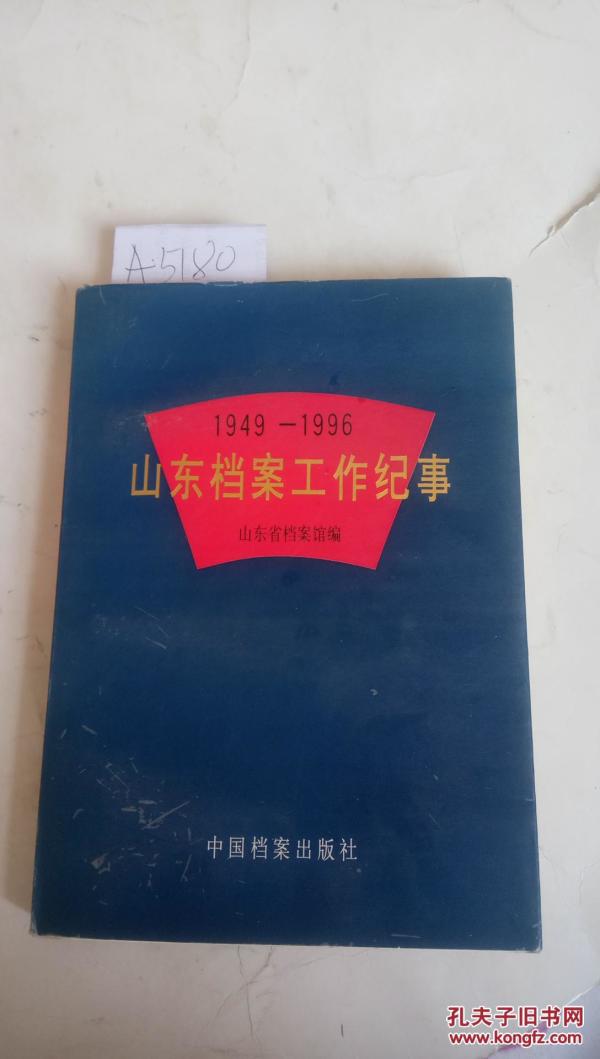 A-5180
1949 —1996
山东档案工作纪事
山东省档案馆编
中国档案出版社
孔夫子旧书网
www.kongfz.com